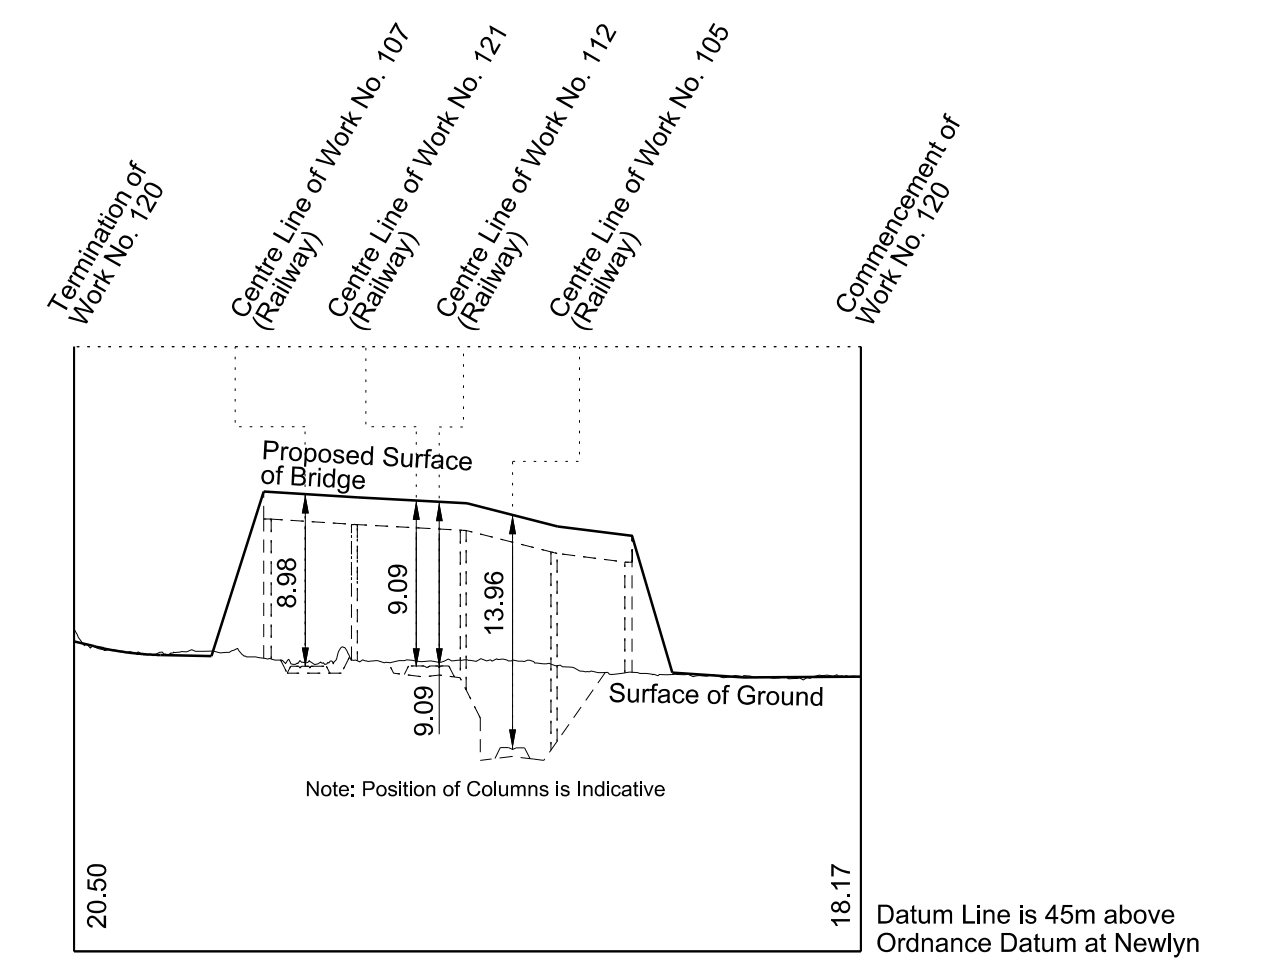 Termination of
Work No. 120
Centre Line of Work No. 107
(Railway)
Centre Line of Work No. 121
(Railway)
Centre Line of Work No. 112
(Railway)
Centre Line of Work No. 105
(Railway)
Commencement of
Work No. 120
Proposed Surface
of Bridge
8.98
9.09
13.96
9.09
Surface of Ground
Note: Position of Columns is Indicative
20.50
18.17
Datum Line is 45m above
Ordnance Datum at Newlyn